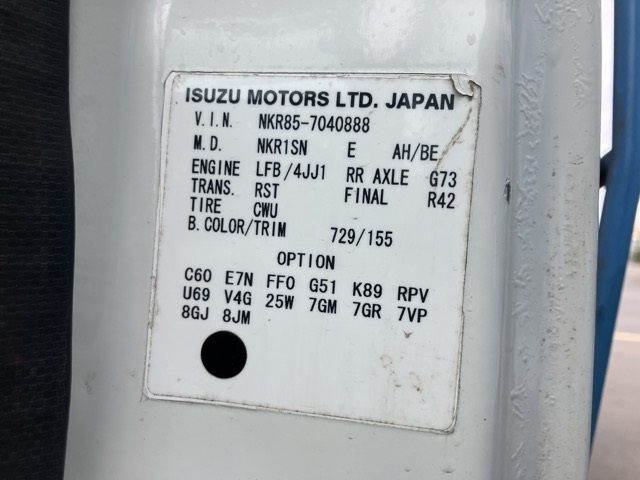 ISUZU MOTORS LTD. JAPAN
V.I.N. NKR85-7040888
M.D. NKR1SN E AH/BE
ENGINE LFB/4JJ1 RR AXLE G73
TRANS. RST FINAL R42
TIRE CWU
B.COLOR/TRIM 729/155
OPTION
C60 E7N FF0 G51 K89 RPV
U69 V4G 25W 7GM 7GR 7VP
8GJ 8JM